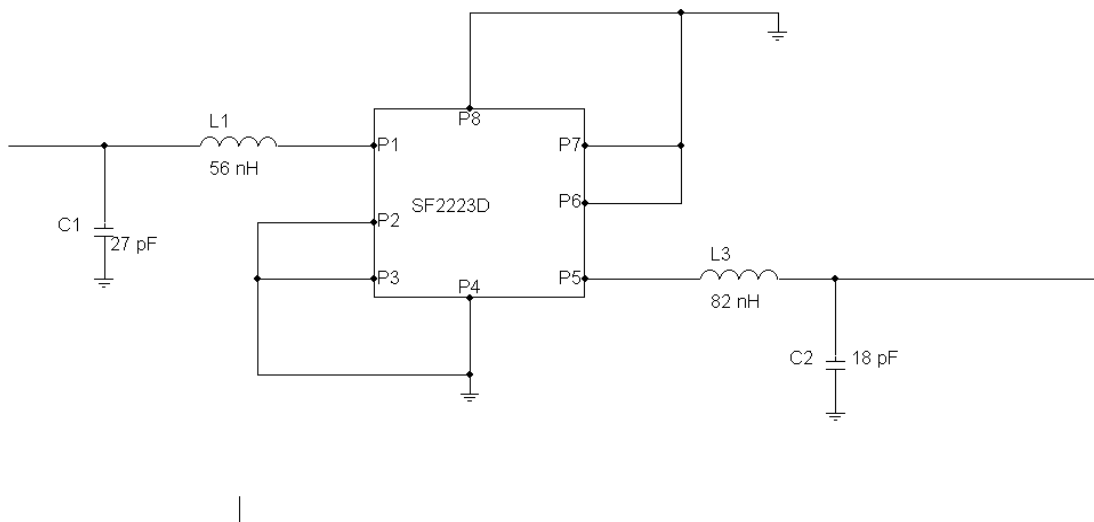 P8
L1
P1
P7
56 nH
SF2223D
P6
P2
C1
27 pF
L3
P3
P5
P4
82 nH
C2
18 pF